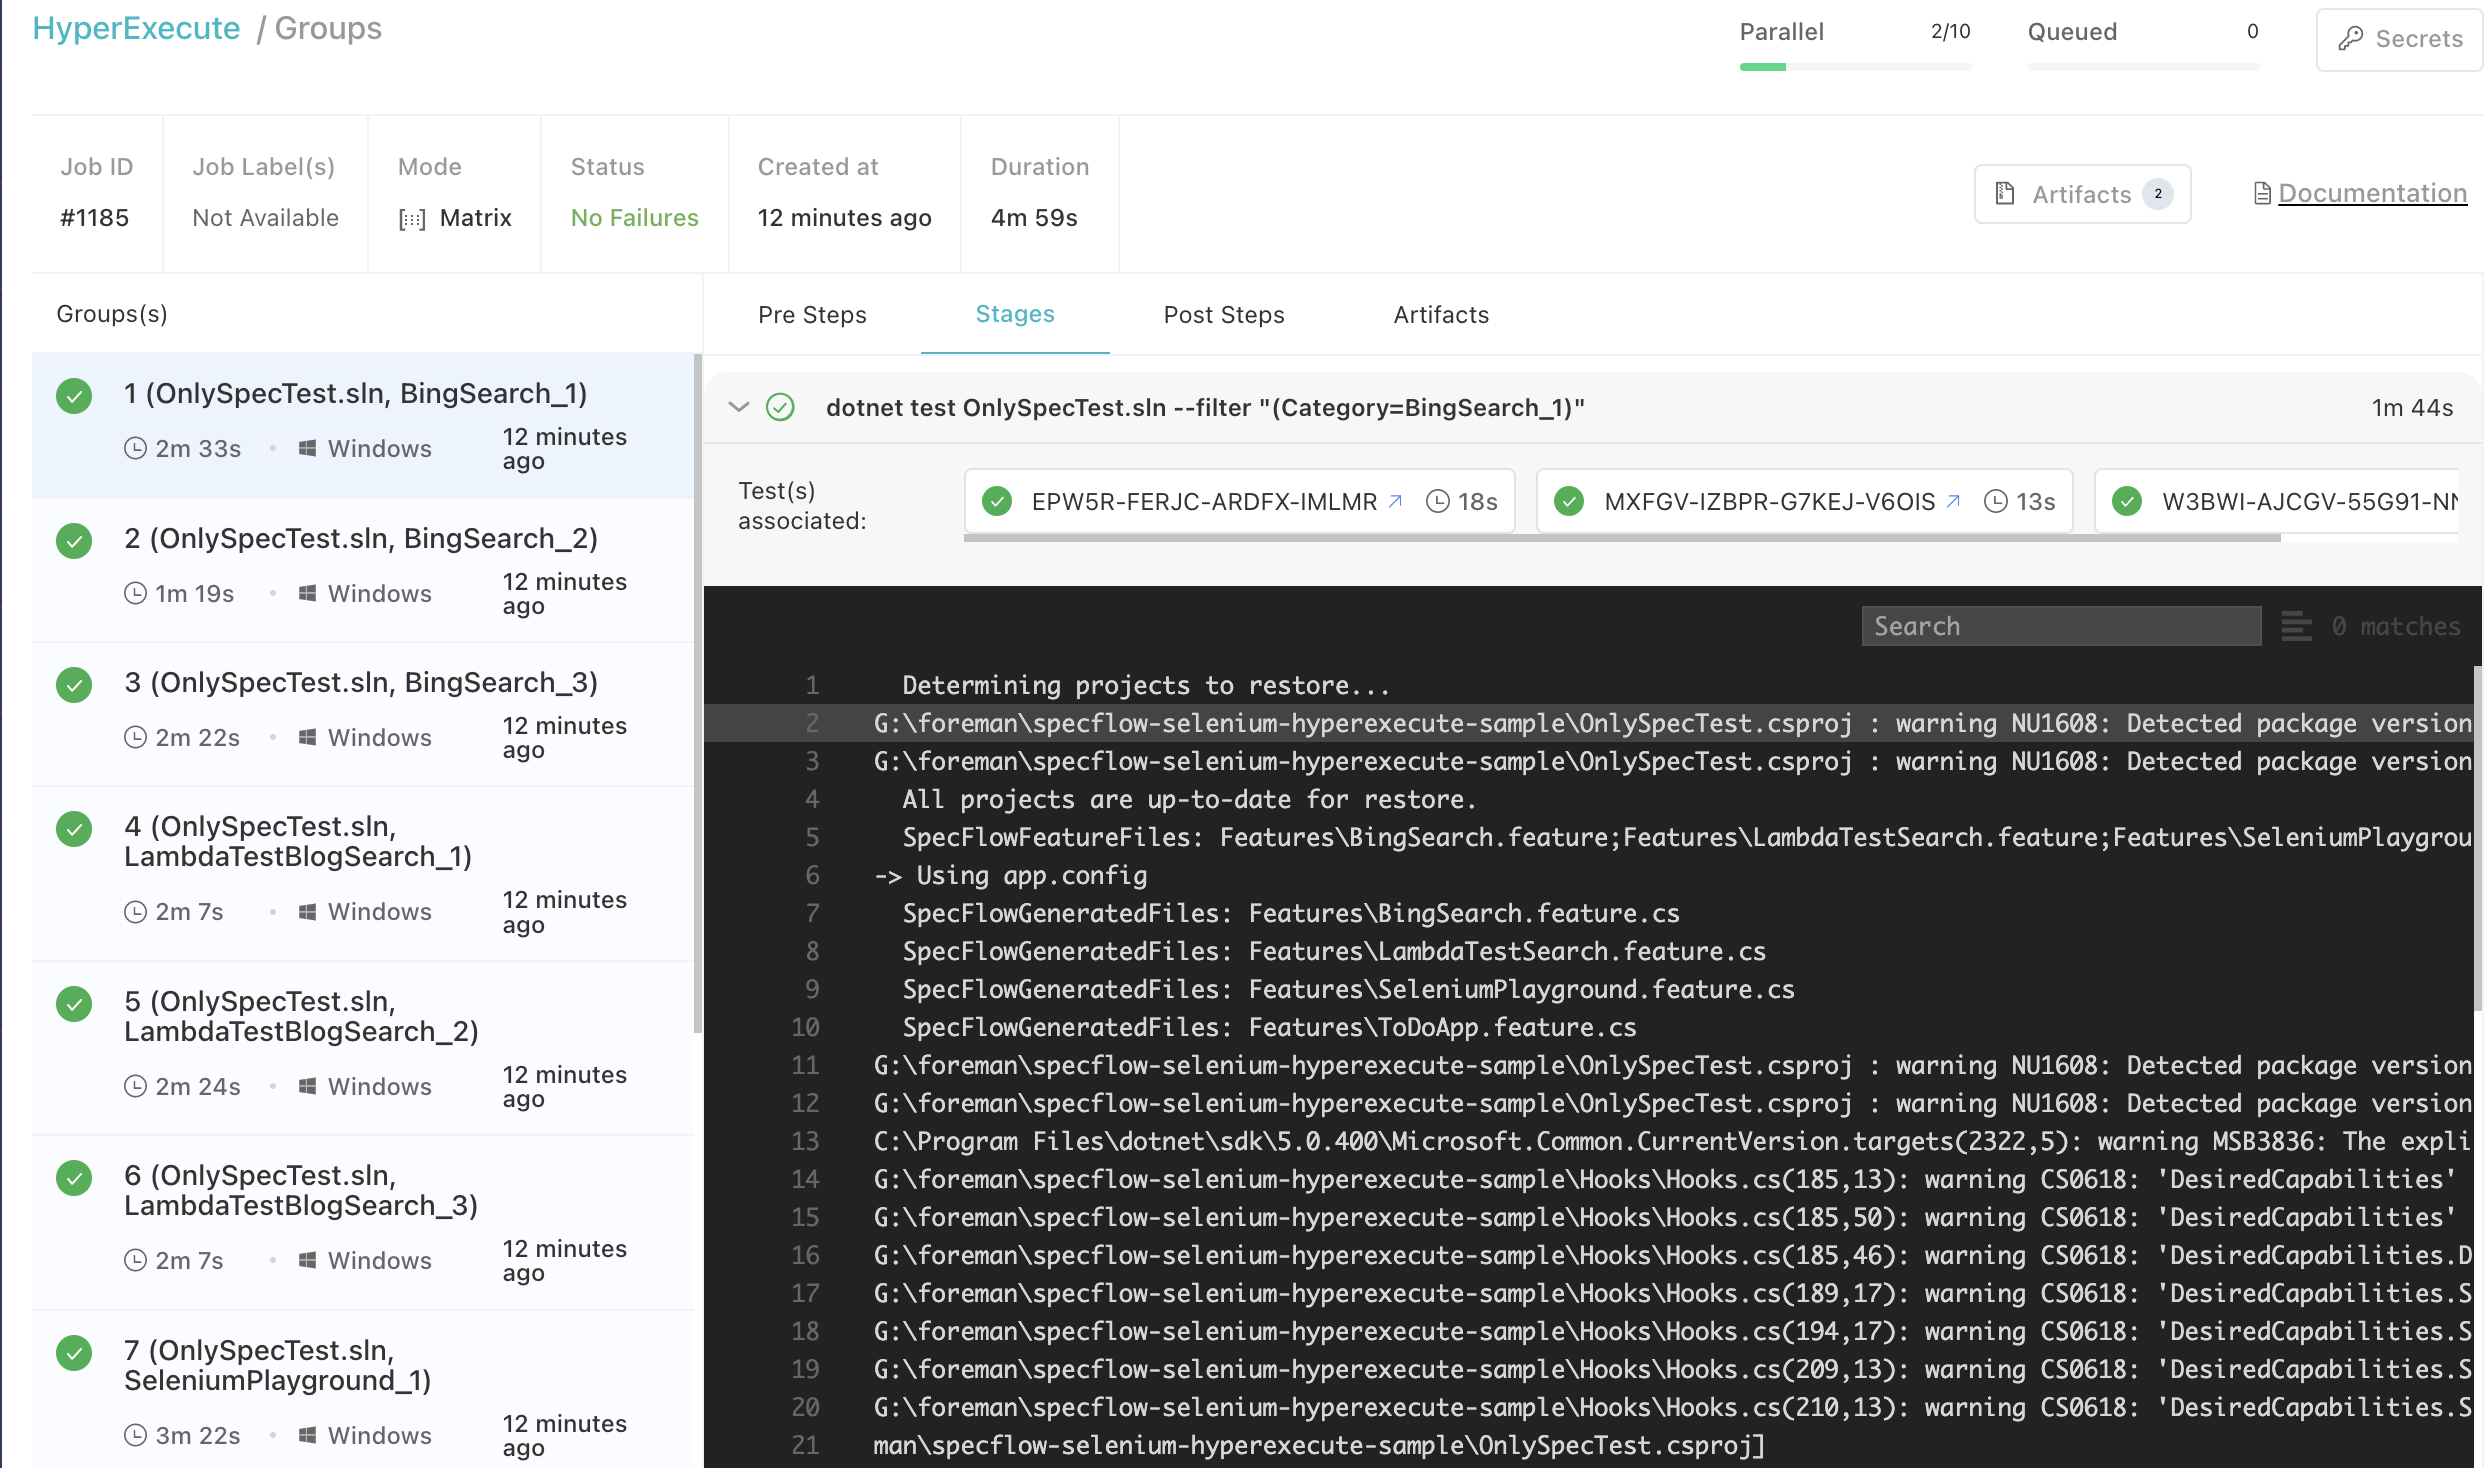 HyperExecute / Groups
Parallel 2/10
Queued 0
Secrets
Job ID
#1185
Job Label(s)
Not Available
Mode
Matrix
Status
No Failures
Created at
12 minutes ago
Duration
4m 59s
Artifacts 2
Documentation
Groups(s)
1 (OnlySpecTest.sln, BingSearch_1)
2m 33s • Windows 12 minutes
ago
2 (OnlySpecTest.sln, BingSearch_2)
1m 19s • Windows 12 minutes
ago
3 (OnlySpecTest.sln, BingSearch_3)
2m 22s • Windows 12 minutes
ago
4 (OnlySpecTest.sln,
LambdaTestBlogSearch_1)
2m 7s • Windows 12 minutes
ago
5 (OnlySpecTest.sln,
LambdaTestBlogSearch_2)
2m 24s • Windows 12 minutes
ago
6 (OnlySpecTest.sln,
LambdaTestBlogSearch_3)
2m 7s • Windows 12 minutes
ago
7 (OnlySpecTest.sln,
SeleniumPlayground_1)
3m 22s • Windows 12 minutes
ago
Pre Steps Stages Post Steps Artifacts
dotnet test OnlySpecTest.sln --filter "(Category=BingSearch_1)" 1m 44s
Test(s)
associated:
EPW5R-FERJC-ARDFX-IMLMR 18s
MXFGV-IZBPR-G7KEJ-V6OIS 13s
W3BWI-AJCGV-55G91-NN
Search 0 matches
1 Determining projects to restore...
2 G:\foreman\specflow-selenium-hyperexecute-sample\OnlySpecTest.csproj : warning NU1608: Detected package version
3 G:\foreman\specflow-selenium-hyperexecute-sample\OnlySpecTest.csproj : warning NU1608: Detected package version
4 All projects are up-to-date for restore.
5 SpecFlowFeatureFiles: Features\BingSearch.feature;Features\LambdaTestSearch.feature;Features\SeleniumPlaygrou
6 -> Using app.config
7 SpecFlowGeneratedFiles: Features\BingSearch.feature.cs
8 SpecFlowGeneratedFiles: Features\LambdaTestSearch.feature.cs
9 SpecFlowGeneratedFiles: Features\SeleniumPlayground.feature.cs
10 SpecFlowGeneratedFiles: Features\ToDoApp.feature.cs
11 G:\foreman\specflow-selenium-hyperexecute-sample\OnlySpecTest.csproj : warning NU1608: Detected package version
12 G:\foreman\specflow-selenium-hyperexecute-sample\OnlySpecTest.csproj : warning NU1608: Detected package version
13 C:\Program Files\dotnet\sdk\5.0.400\Microsoft.Common.CurrentVersion.targets(2322,5): warning MSB3836: The expli
14 G:\foreman\specflow-selenium-hyperexecute-sample\Hooks\Hooks.cs(185,13): warning CS0618: 'DesiredCapabilities'
15 G:\foreman\specflow-selenium-hyperexecute-sample\Hooks\Hooks.cs(185,50): warning CS0618: 'DesiredCapabilities'
16 G:\foreman\specflow-selenium-hyperexecute-sample\Hooks\Hooks.cs(185,46): warning CS0618: 'DesiredCapabilities.D
17 G:\foreman\specflow-selenium-hyperexecute-sample\Hooks\Hooks.cs(189,17): warning CS0618: 'DesiredCapabilities.S
18 G:\foreman\specflow-selenium-hyperexecute-sample\Hooks\Hooks.cs(194,17): warning CS0618: 'DesiredCapabilities.S
19 G:\foreman\specflow-selenium-hyperexecute-sample\Hooks\Hooks.cs(209,13): warning CS0618: 'DesiredCapabilities.S
20 G:\foreman\specflow-selenium-hyperexecute-sample\Hooks\Hooks.cs(210,13): warning CS0618: 'DesiredCapabilities.S
21 man\specflow-selenium-hyperexecute-sample\OnlySpecTest.csproj]